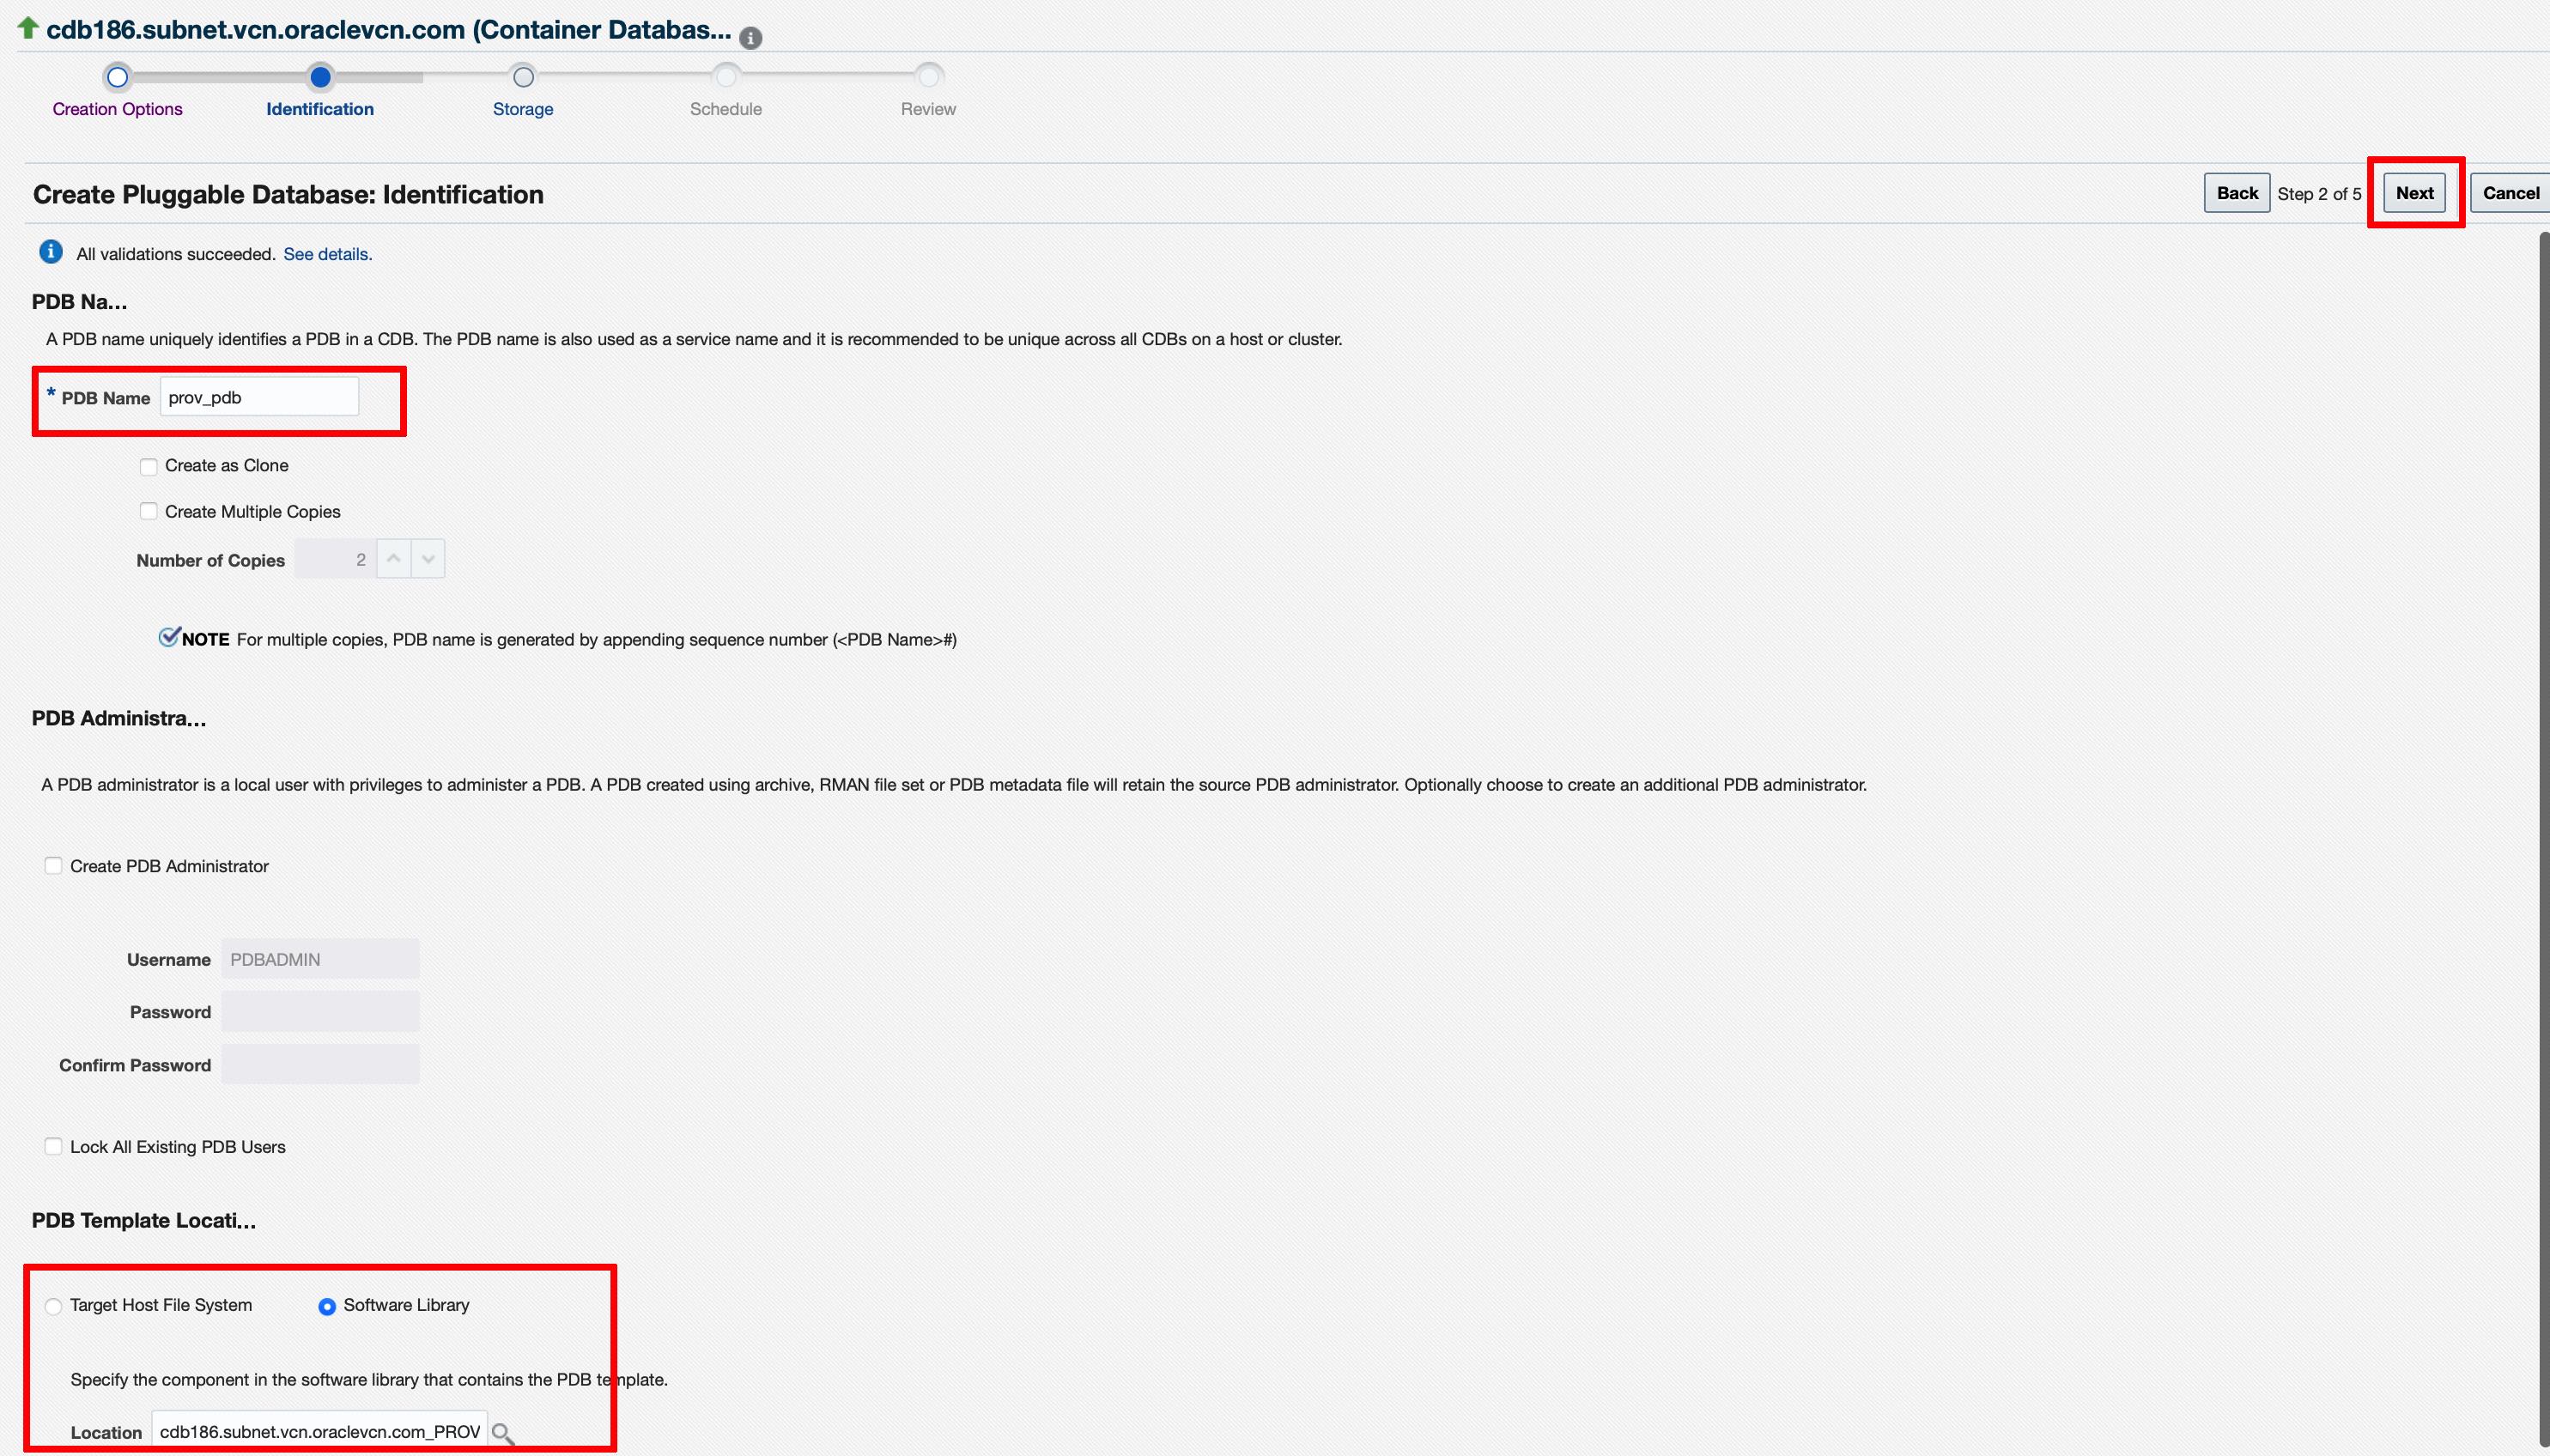 cdb186.subnet.vcn.oraclevcn.com (Container Databas...
Creation Options Identification Storage Schedule Review
Create Pluggable Database: Identification Back Step 2 of 5 Next Cancel
All validations succeeded. See details.
PDB Na...
A PDB name uniquely identifies a PDB in a CDB. The PDB name is also used as a service name and it is recommended to be unique across all CDBs on a host or cluster.
* PDB Name prov_pdb
Create as Clone
Create Multiple Copies
Number of Copies 2
NOTE For multiple copies, PDB name is generated by appending sequence number (<PDB Name>#)
PDB Administra...
A PDB administrator is a local user with privileges to administer a PDB. A PDB created using archive, RMAN file set or PDB metadata file will retain the source PDB administrator. Optionally choose to create an additional PDB administrator.
Create PDB Administrator
Username PDBADMIN
Password
Confirm Password
Lock All Existing PDB Users
PDB Template Locati...
Target Host File System Software Library
Specify the component in the software library that contains the PDB template.
Location cdb186.subnet.vcn.oraclevcn.com_PROV